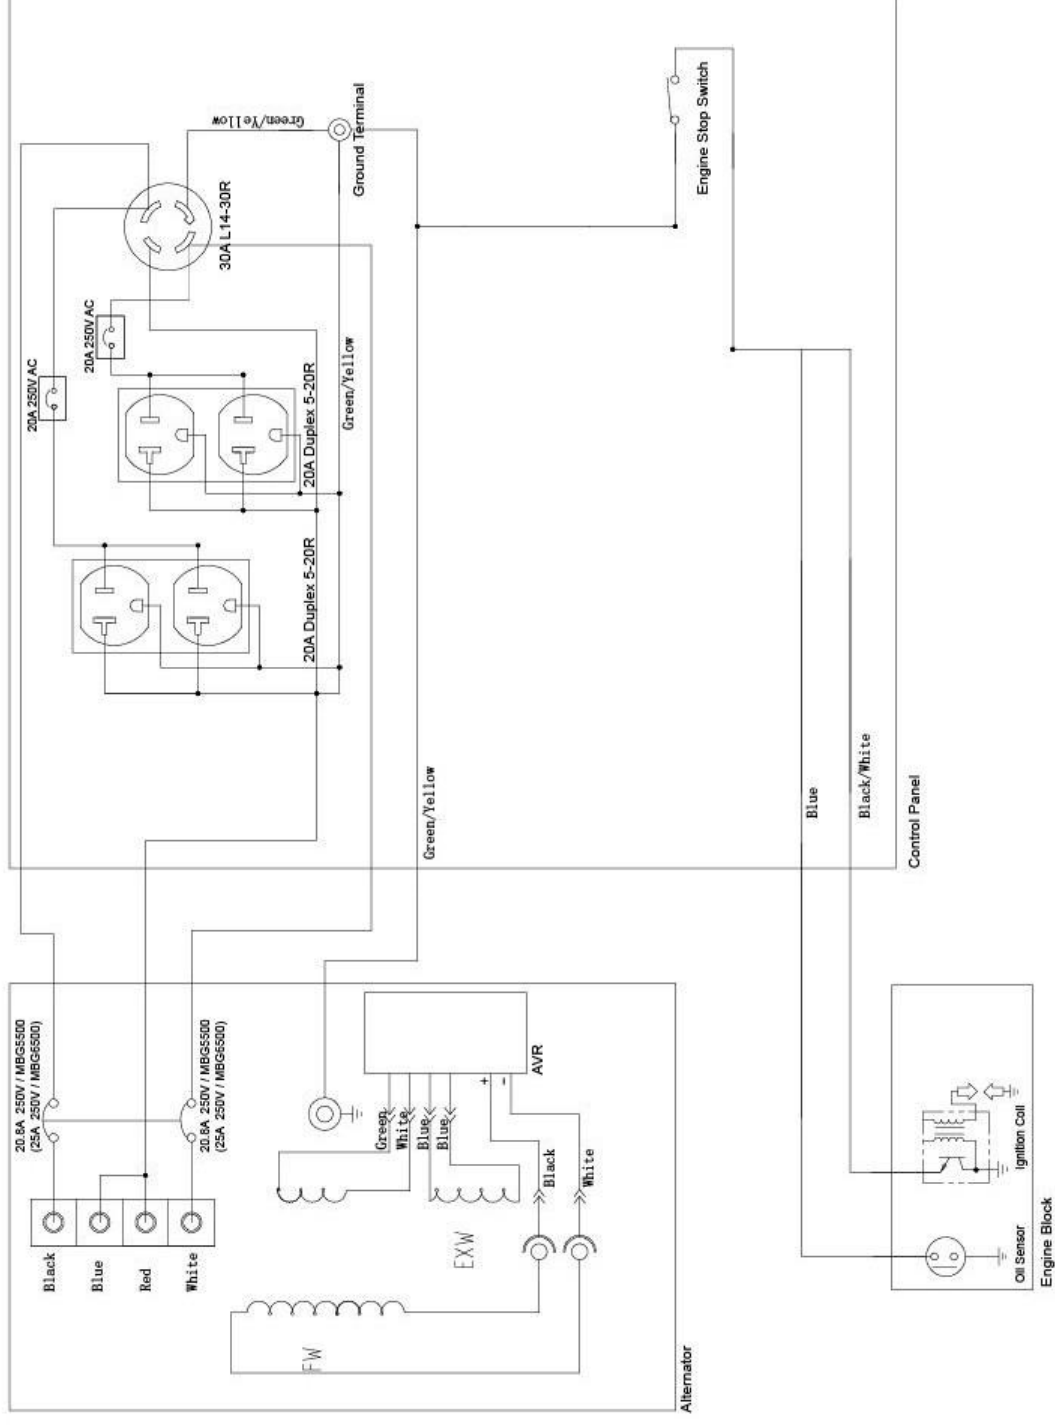 Green/Yellow
Ground Terminal
30A L14-30R
Engine Stop Switch
20A 250V AC
20A 250V AC
20A Duplex 5-20R
Green/Yellow
20A Duplex 5-20R
Green/Yellow
Blue
Black/White
Control Panel
20.8A 250V / MBG5500
(25A 250V / MBG6500)
20.8A 250V / MBG5500
(25A 250V / MBG6500)
AVR
+
-
Green
White
Blue
Blue
Black
White
Black
Blue
Red
White
EXW
FW
Alternator
Ignition Coil
Oil Sensor
Engine Block